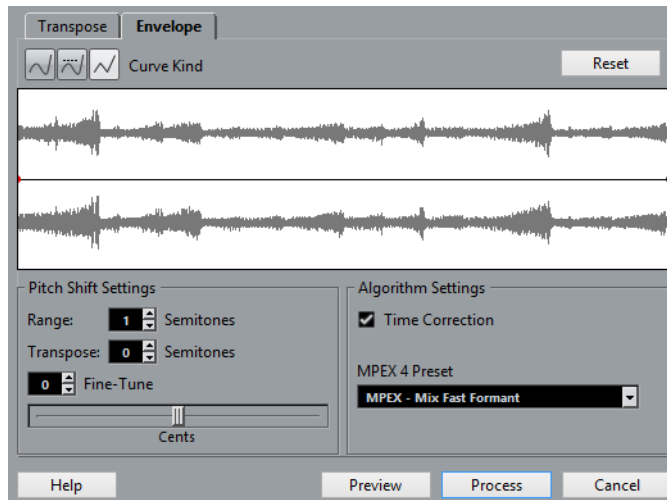 Transpose Envelope
Curve Kind Reset
Pitch Shift Settings
Range: 1 Semitones
Transpose: 0 Semitones
0 Fine-Tune
Cents
Algorithm Settings
Time Correction
MPEX 4 Preset
MPEX - Mix Fast Formant
Help Preview Process Cancel